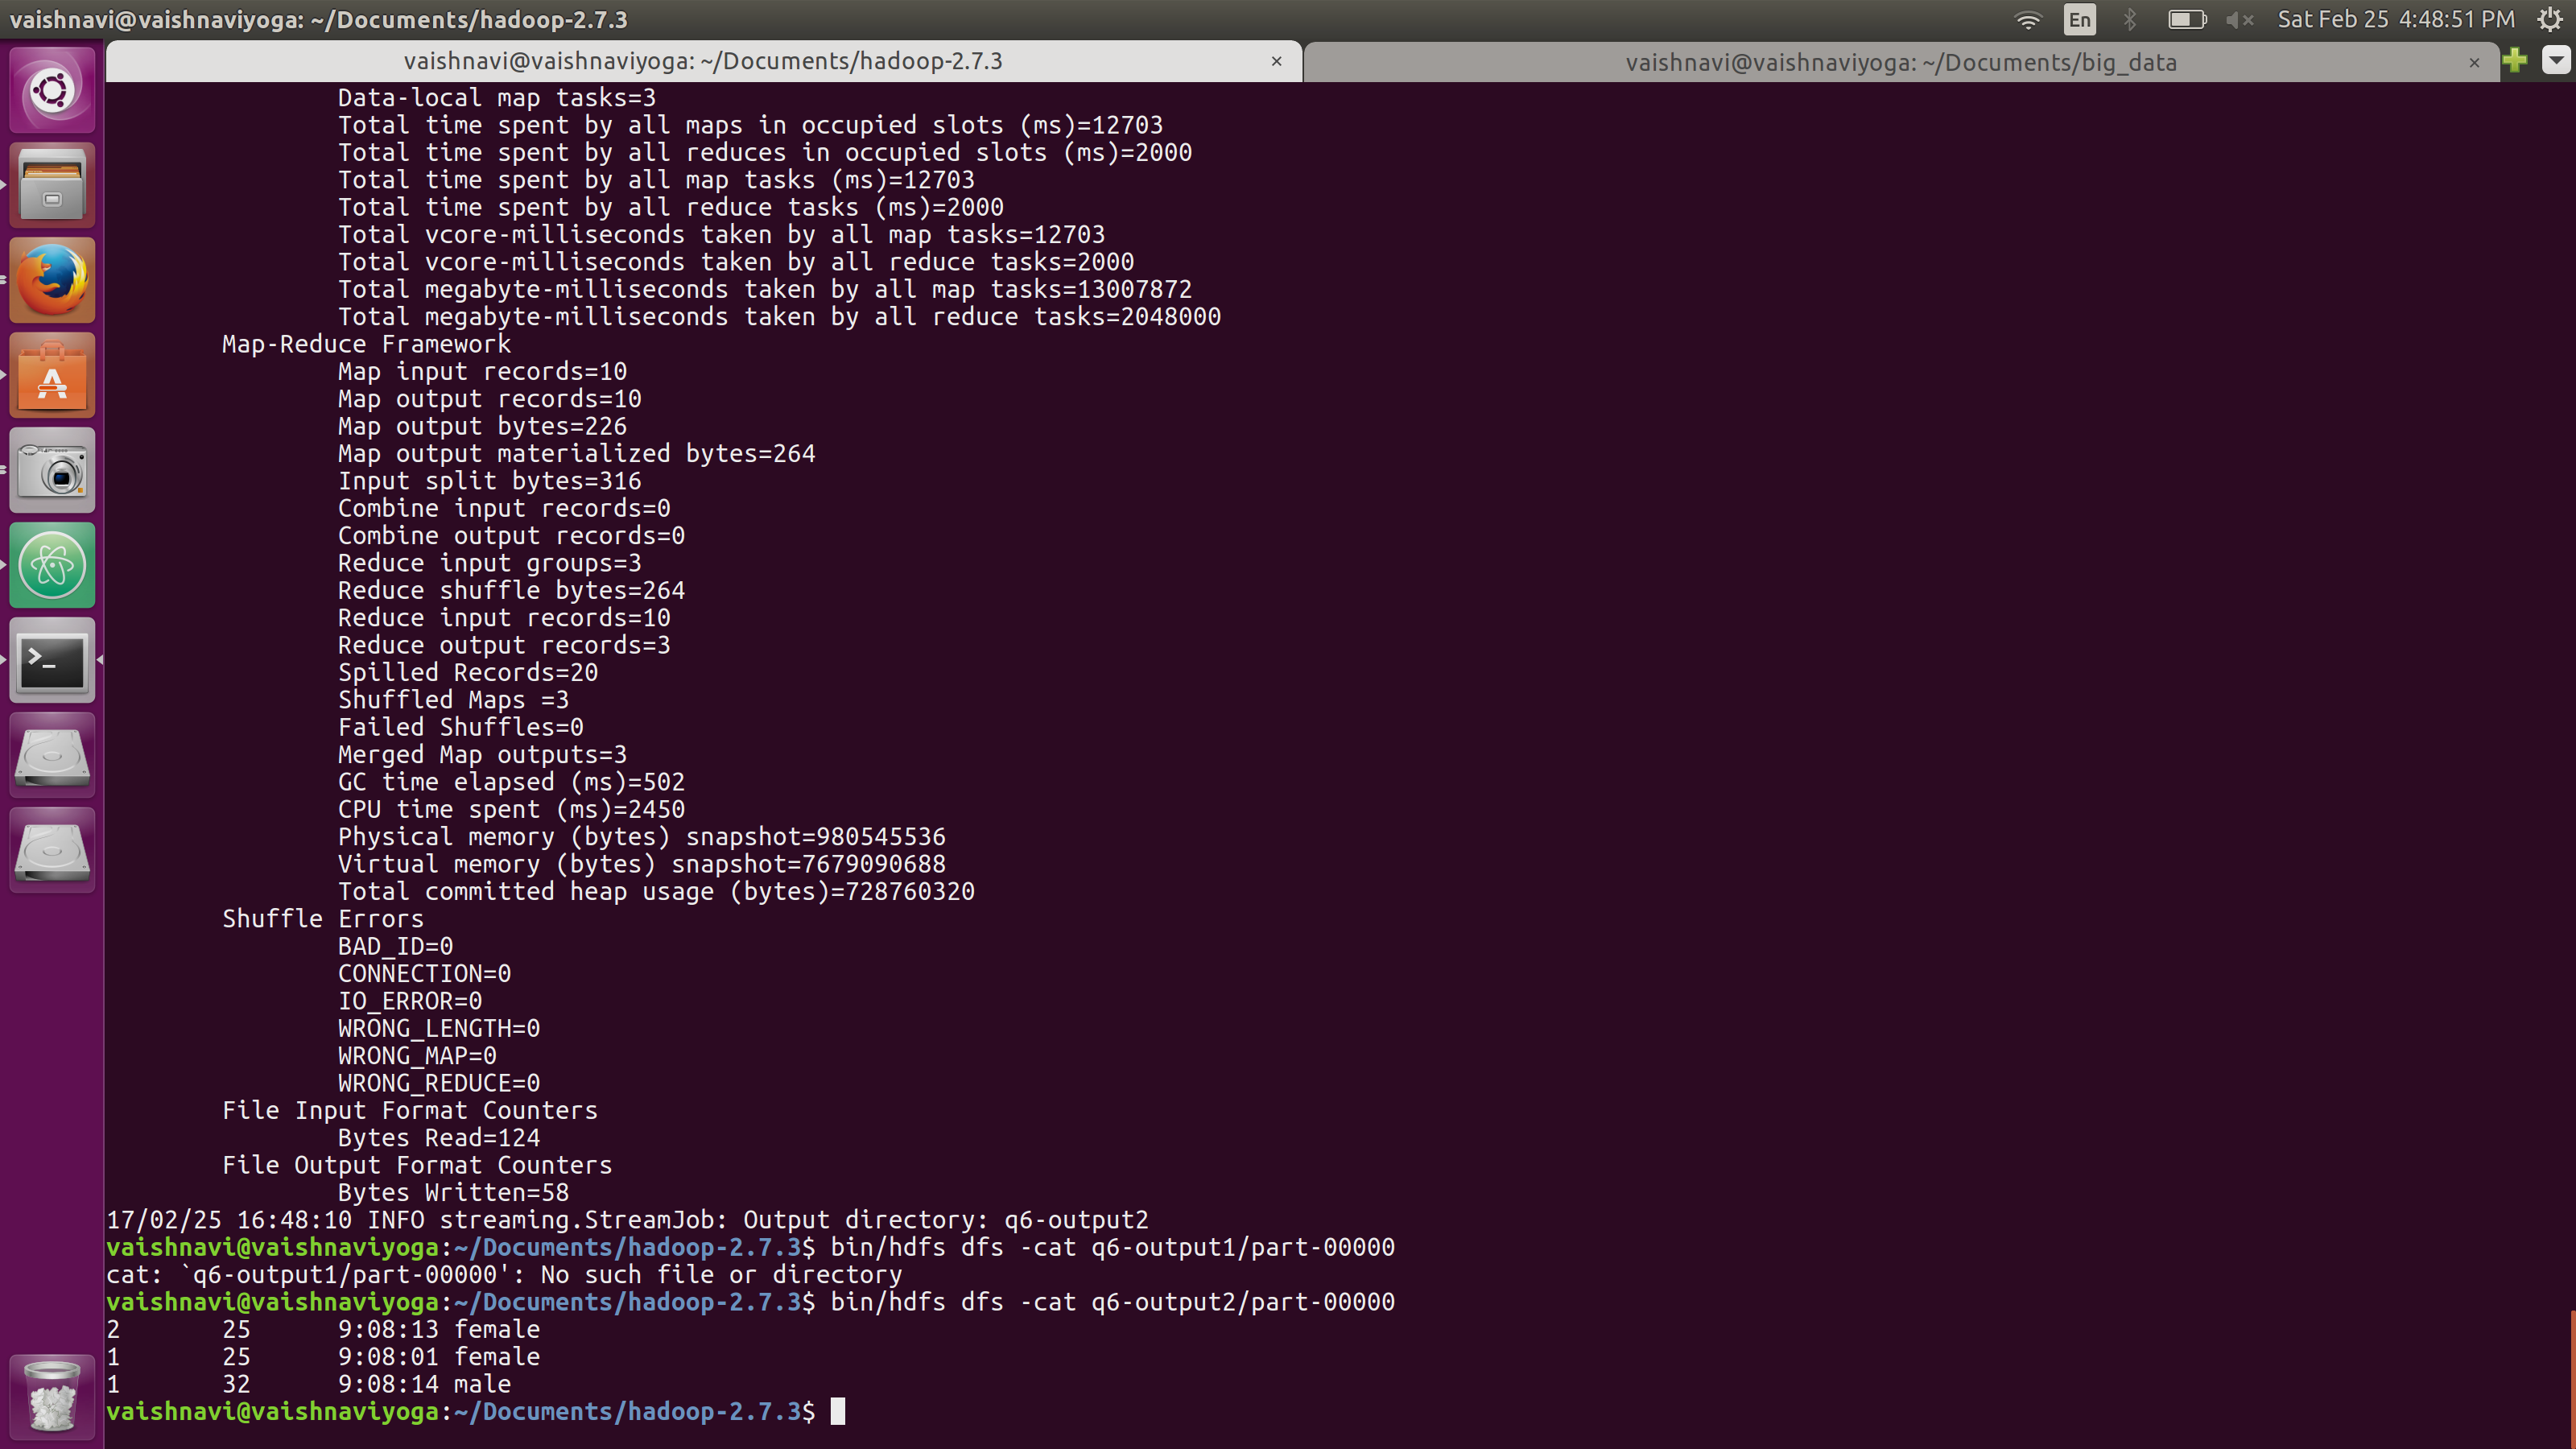 vaishnavi@vaishnaviyoga: ~/Documents/hadoop-2.7.3
En
Sat Feb 25 4:48:51 PM
vaishnavi@vaishnaviyoga: ~/Documents/hadoop-2.7.3 ×
vaishnavi@vaishnaviyoga: ~/Documents/big_data ×
Data-local map tasks=3
Total time spent by all maps in occupied slots (ms)=12703
Total time spent by all reduces in occupied slots (ms)=2000
Total time spent by all map tasks (ms)=12703
Total time spent by all reduce tasks (ms)=2000
Total vcore-milliseconds taken by all map tasks=12703
Total vcore-milliseconds taken by all reduce tasks=2000
Total megabyte-milliseconds taken by all map tasks=13007872
Total megabyte-milliseconds taken by all reduce tasks=2048000
Map-Reduce Framework
Map input records=10
Map output records=10
Map output bytes=226
Map output materialized bytes=264
Input split bytes=316
Combine input records=0
Combine output records=0
Reduce input groups=3
Reduce shuffle bytes=264
Reduce input records=10
Reduce output records=3
Spilled Records=20
Shuffled Maps =3
Failed Shuffles=0
Merged Map outputs=3
GC time elapsed (ms)=502
CPU time spent (ms)=2450
Physical memory (bytes) snapshot=980545536
Virtual memory (bytes) snapshot=7679090688
Total committed heap usage (bytes)=728760320
Shuffle Errors
BAD_ID=0
CONNECTION=0
IO_ERROR=0
WRONG_LENGTH=0
WRONG_MAP=0
WRONG_REDUCE=0
File Input Format Counters
Bytes Read=124
File Output Format Counters
Bytes Written=58
17/02/25 16:48:10 INFO streaming.StreamJob: Output directory: q6-output2
vaishnavi@vaishnaviyoga:~/Documents/hadoop-2.7.3$ bin/hdfs dfs -cat q6-output1/part-00000
cat: `q6-output1/part-00000': No such file or directory
vaishnavi@vaishnaviyoga:~/Documents/hadoop-2.7.3$ bin/hdfs dfs -cat q6-output2/part-00000
2 25 9:08:13 female
1 25 9:08:01 female
1 32 9:08:14 male
vaishnavi@vaishnaviyoga:~/Documents/hadoop-2.7.3$